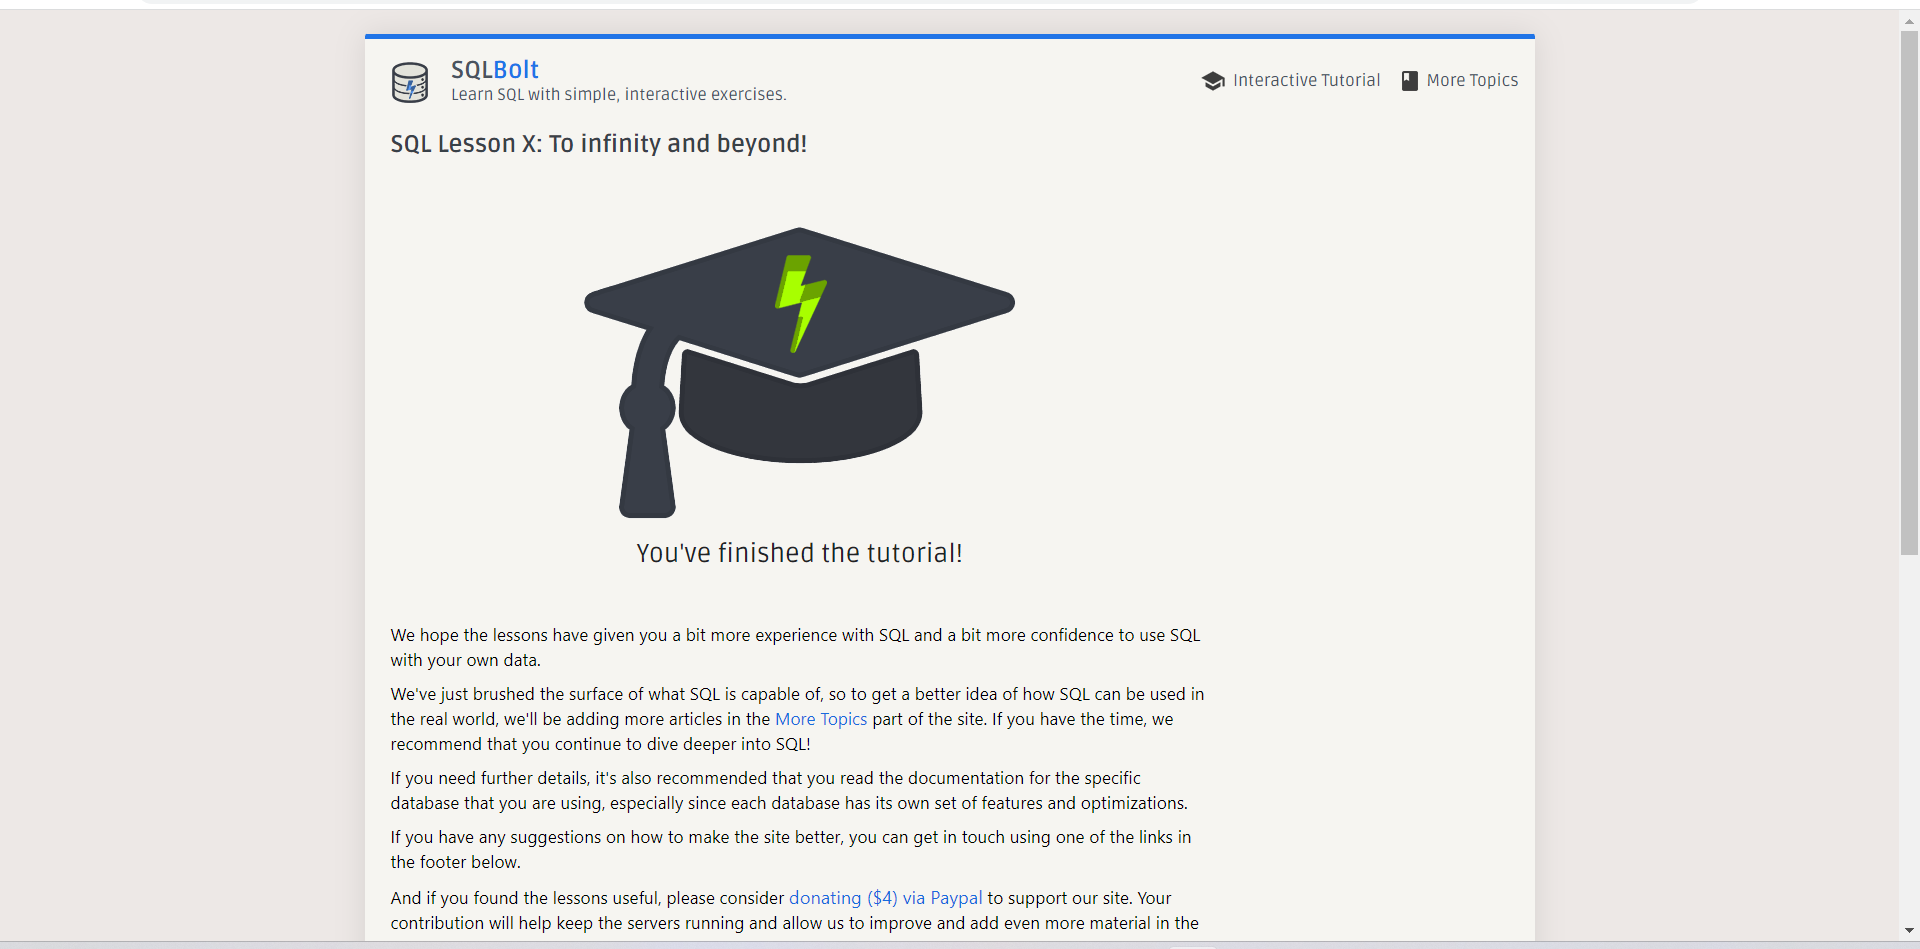 SQLBolt
Learn SQL with simple, interactive exercises.
Interactive Tutorial
More Topics
SQL Lesson X: To infinity and beyond!
You've finished the tutorial!
We hope the lessons have given you a bit more experience with SQL and a bit more confidence to use SQL
with your own data.
We've just brushed the surface of what SQL is capable of, so to get a better idea of how SQL can be used in
the real world, we'll be adding more articles in the More Topics part of the site. If you have the time, we
recommend that you continue to dive deeper into SQL!
If you need further details, it's also recommended that you read the documentation for the specific
database that you are using, especially since each database has its own set of features and optimizations.
If you have any suggestions on how to make the site better, you can get in touch using one of the links in
the footer below.
And if you found the lessons useful, please consider donating ($4) via Paypal to support our site. Your
contribution will help keep the servers running and allow us to improve and add even more material in the